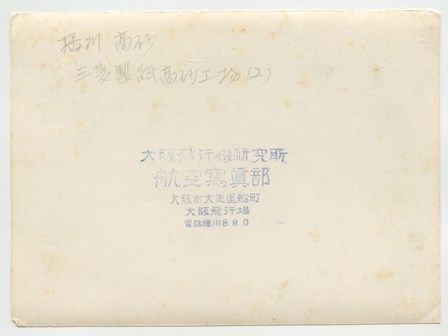 播州 高砂
三菱製紙高砂工場(2)
大阪飛行機研究所
航空寫眞部
大阪市大正區船町
大阪飛行場
電話櫻川880